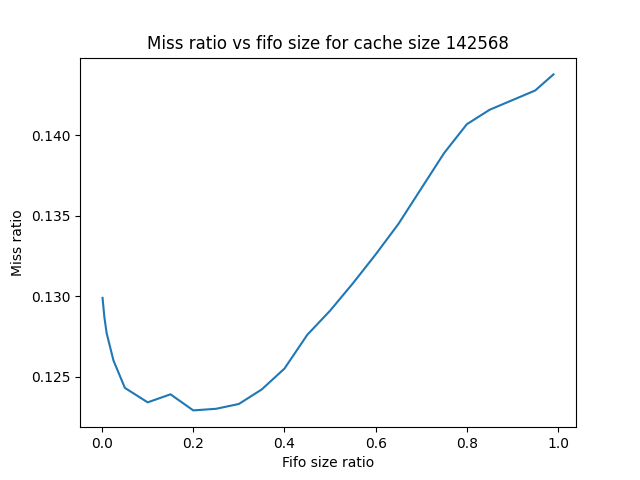 Miss ratio vs fifo size for cache size 142568
0.140
0.135
0.130
0.125
Miss ratio
0.0 0.2 0.4 0.6 0.8 1.0
Fifo size ratio